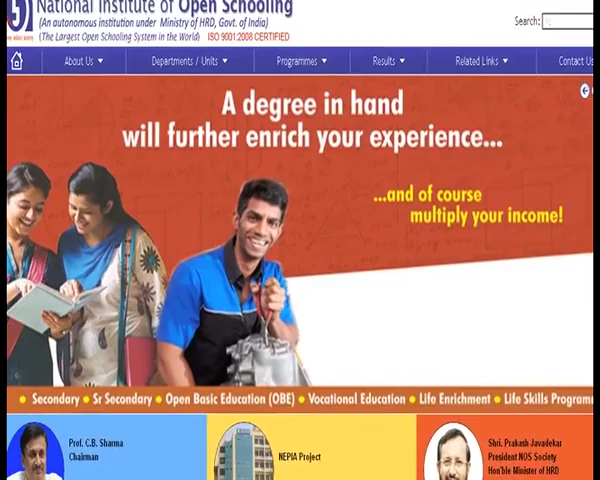 National Institute of Open Schooling
(An autonomous institution under Ministry of HRD, Govt. of India)
(The Largest Open Schooling System in the World) ISO 9001:2008 CERTIFIED
Search:
About Us
Departments / Units
Programmes
Results
Related Links
Contact Us
A degree in hand
will further enrich your experience...
...and of course
multiply your income!
Secondary Sr Secondary Open Basic Education (OBE) Vocational Education Life Enrichment Life Skills
Prof. C.B. Sharma
Chairman
NEPIA Project
Shri. Prakash Javadekar
President NOS Society
Hon'ble Minister of HRD